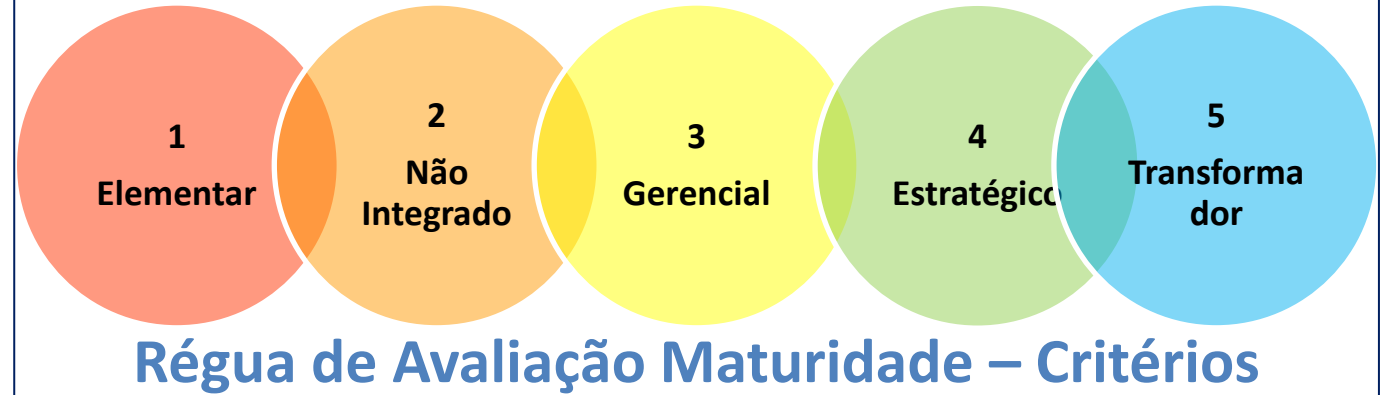 1
Elementar
2
Não
Integrado
3
Gerencial
4
Estratégico
5
Transforma
dor
Régua de Avaliação Maturidade – Critérios